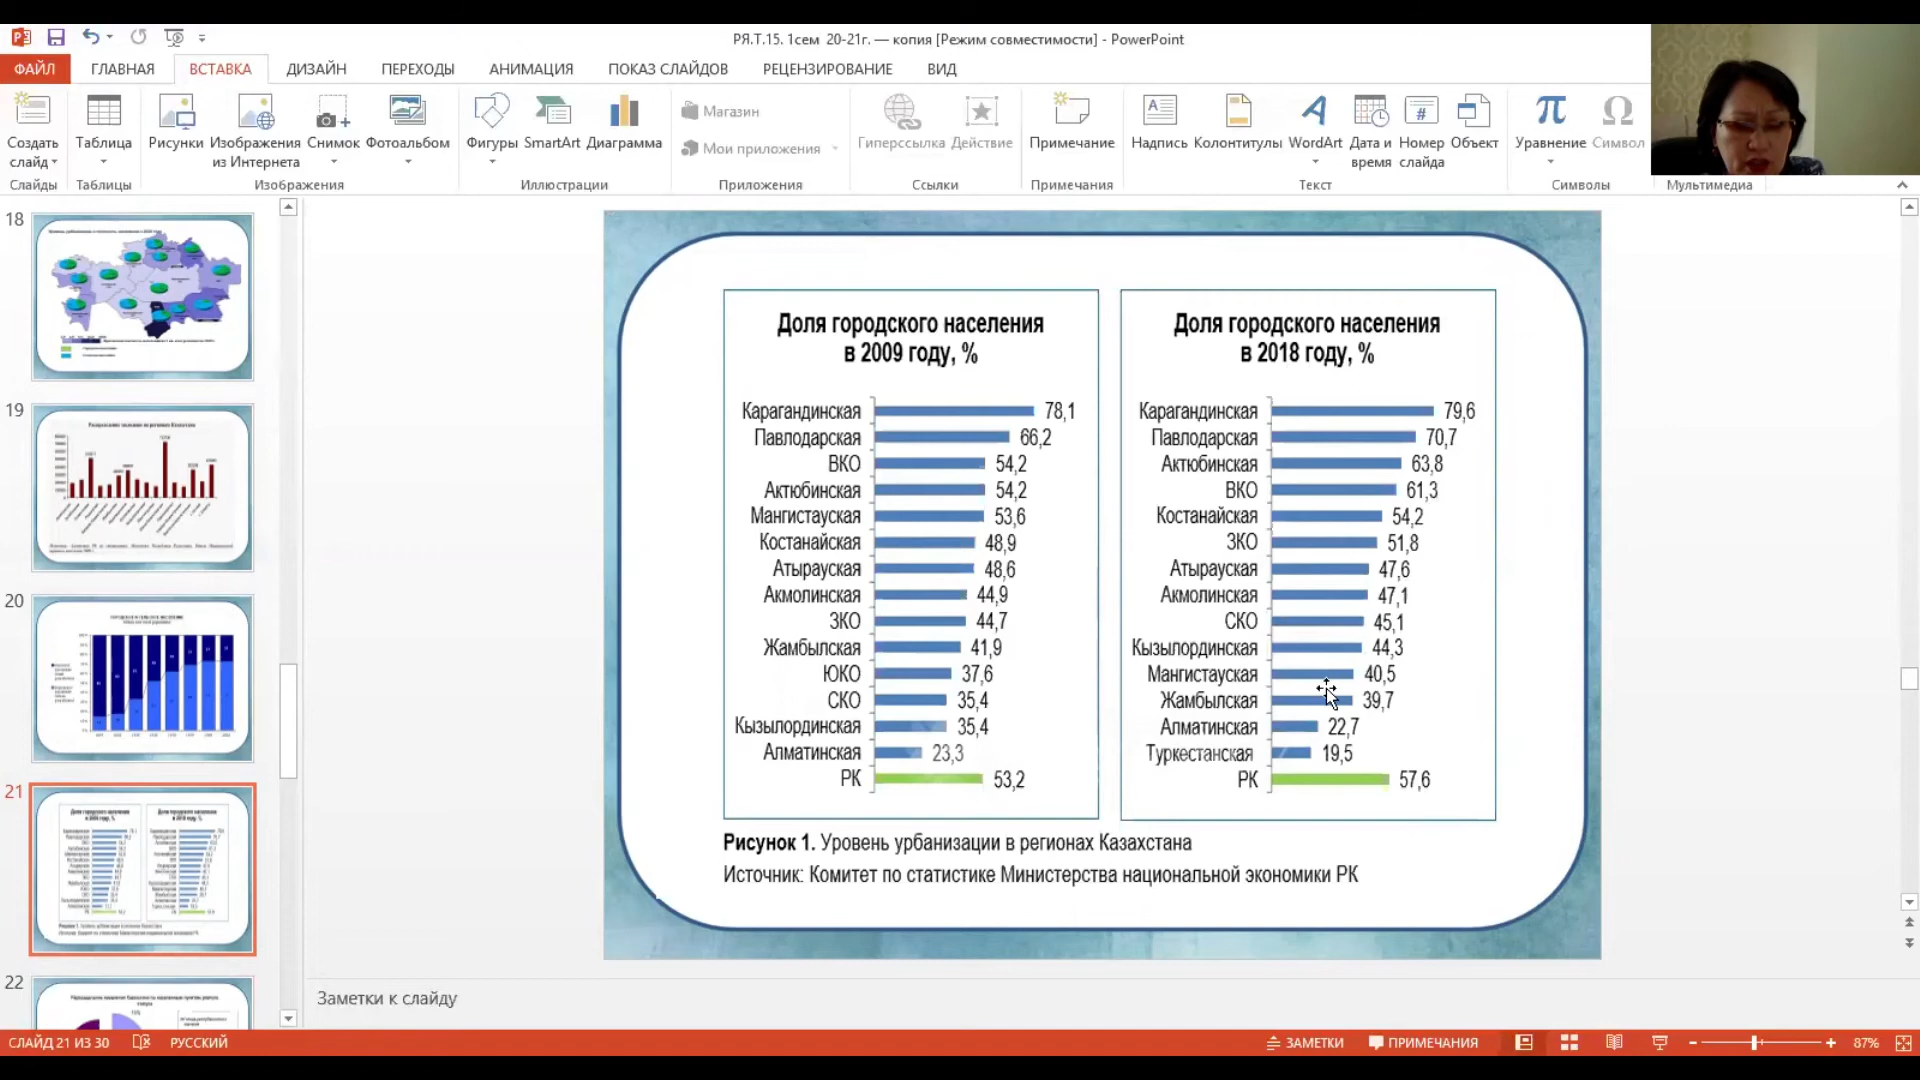 РЯ.Т.15. 1сем 20-21г. — копия [Режим совместимости] - PowerPoint
ФАЙЛ ГЛАВНАЯ ВСТАВКА ДИЗАЙН ПЕРЕХОДЫ АНИМАЦИЯ ПОКАЗ СЛАЙДОВ РЕЦЕНЗИРОВАНИЕ ВИД
Создать слайд
Таблица
Рисунки
Изображения из Интернета
Снимок
Фотоальбом
Фигуры
SmartArt
Диаграмма
Магазин
Мои приложения
Гиперссылка
Действие
Примечание
Надпись
Колонтитулы
WordArt
Дата и время
Номер слайда
Объект
Уравнение
Символ
Слайды Таблицы Изображения Иллюстрации Приложения Ссылки Примечания Текст Символы Мультимедиа
18
19
20
21
22
Доля городского населения
в 2009 году, %
Карагандинская 78,1
Павлодарская 66,2
ВКО 54,2
Актюбинская 54,2
Мангистауская 53,6
Костанайская 48,9
Атырауская 48,6
Акмолинская 44,9
ЗКО 44,7
Жамбылская 41,9
ЮКО 37,6
СКО 35,4
Кызылординская 35,4
Алматинская 23,3
РК 53,2
Доля городского населения
в 2018 году, %
Карагандинская 79,6
Павлодарская 70,7
Актюбинская 63,8
ВКО 61,3
Костанайская 54,2
ЗКО 51,8
Атырауская 47,6
Акмолинская 47,1
СКО 45,1
Кызылординская 44,3
Мангистауская 40,5
Жамбылская 39,7
Алматинская 22,7
Туркестанская 19,5
РК 57,6
Рисунок 1. Уровень урбанизации в регионах Казахстана
Источник: Комитет по статистике Министерства национальной экономики РК
Заметки к слайду
СЛАЙД 21 ИЗ 30 РУССКИЙ ЗАМЕТКИ ПРИМЕЧАНИЯ 87%